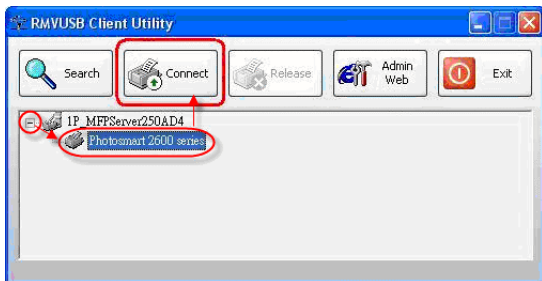 RMVUSB Client Utility
Search Connect Release Admin Web Exit
1P_MFPServer250AD4
Photosmart 2600 series